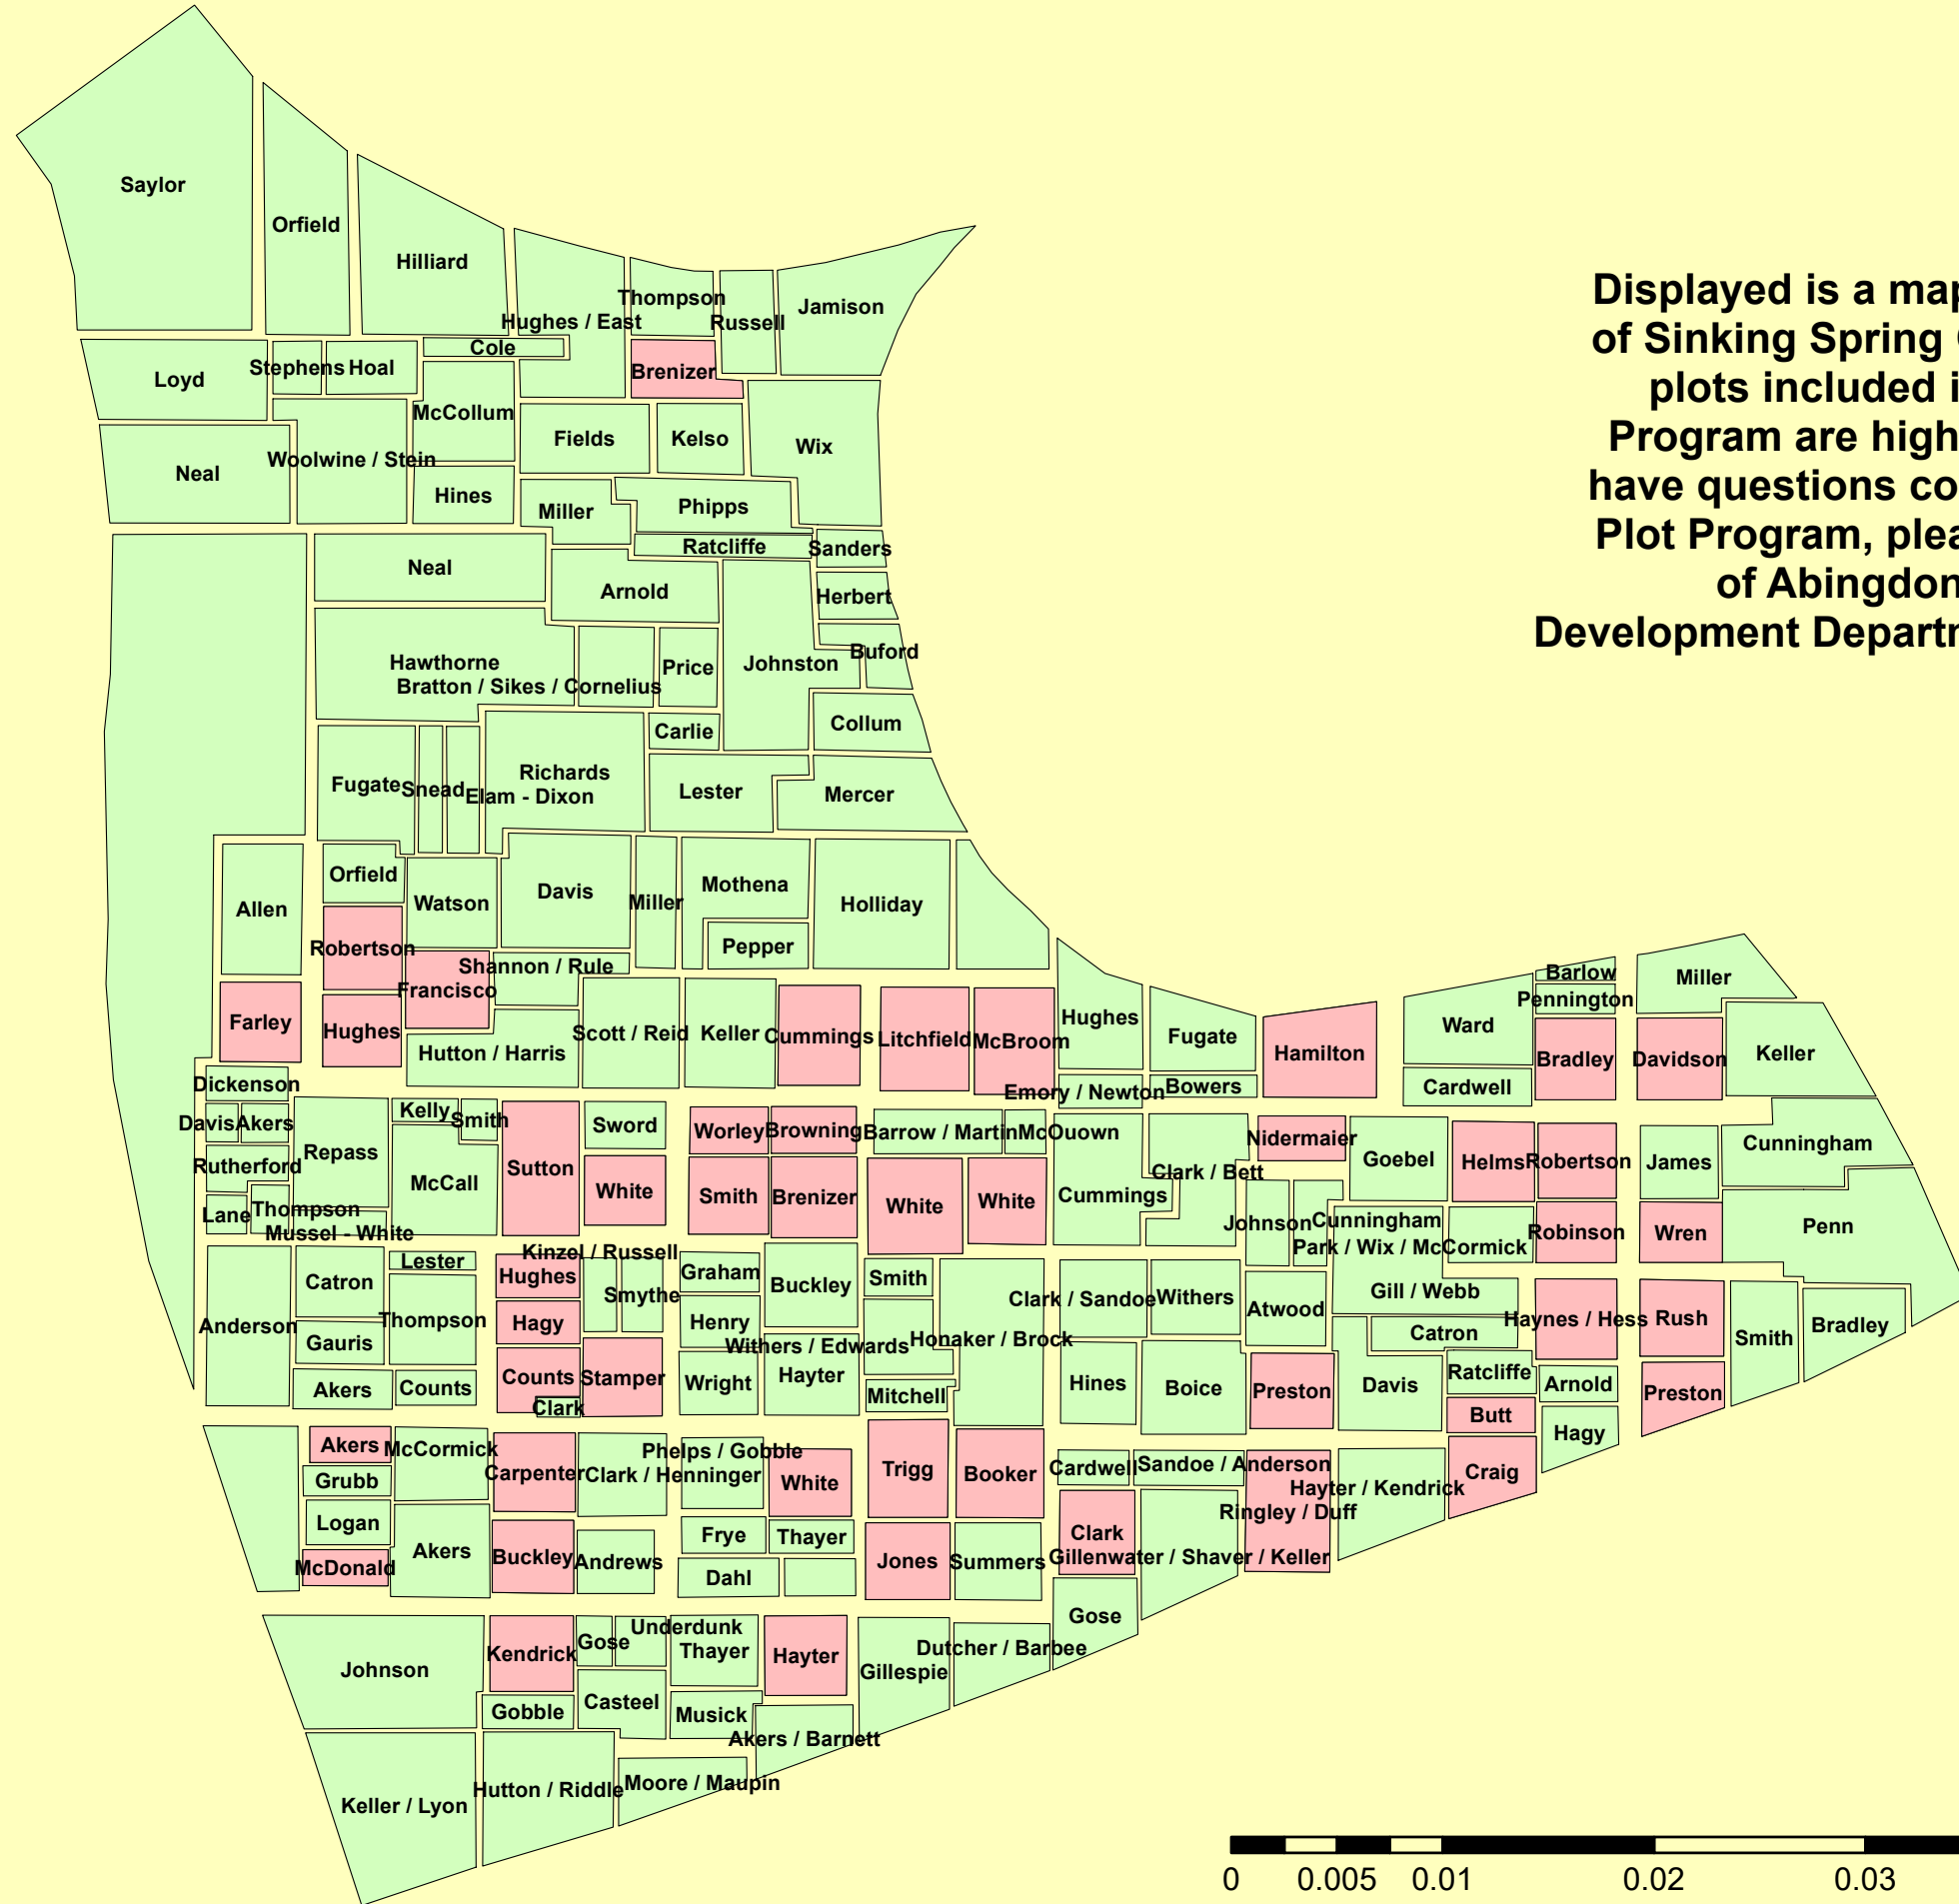 Saylor
Orfield
Hilliard
Hughes / East
Thompson
Russell
Jamison
Cole
Brenizer
Loyd
Stephens
Hoal
McCollum
Fields
Kelso
Wix
Neal
Woolwine / Stein
Hines
Miller
Phipps
Ratcliffe
Sanders
Neal
Arnold
Herbert
Buford
Hawthorne
Bratton / Sikes / Cornelius
Price
Johnston
Carlie
Collum
Fugate
Snead
Richards
Elam - Dixon
Lester
Mercer
Allen
Orfield
Watson
Davis
Miller
Mothena
Pepper
Holliday
Robertson
Francisco
Shannon / Rule
Farley
Hughes
Hutton / Harris
Scott / Reid
Keller
Cummings
Litchfield
McBroom
Hughes
Fugate
Hamilton
Ward
Barlow
Pennington
Bradley
Miller
Davidson
Keller
Dickenson
Emory / Newton
Bowers
Cardwell
Davis
Akers
Repass
Kelly
Smith
Sutton
Sword
Worley
Browning
Barrow / Martin
McQuown
Nidermaier
Goebel
Helms
Robertson
James
Cunningham
Rutherford
McCall
White
Smith
Brenizer
White
White
Cummings
Clark / Bett
Lane
Thompson
Mussel - White
Johnson
Cunningham
Park / Wix / McCormick
Robinson
Wren
Penn
Anderson
Catron
Lester
Hughes
Kinzel / Russell
Smythe
Graham
Buckley
Smith
Clark / Sandoe
Withers
Atwood
Gill / Webb
Haynes / Hess
Rush
Smith
Bradley
Gauris
Thompson
Hagy
Henry
Withers / Edwards
Honaker / Brock
Catron
Akers
Counts
Counts
Clark
Stamper
Wright
Hayter
Mitchell
Hines
Boice
Preston
Davis
Ratcliffe
Arnold
Preston
Butt
Hagy
Akers
McCormick
Grubb
Carpenter
Clark / Henninger
Phelps / Gobble
White
Trigg
Booker
Cardwell
Sandoe / Anderson
Hayter / Kendrick
Craig
Logan
Akers
McDonald
Buckley
Andrews
Frye
Thayer
Dahl
Jones
Summers
Clark
Ringley / Duff
Gillenwater / Shaver / Keller
Johnson
Kendrick
Gose
Underdunk
Thayer
Hayter
Gillespie
Dutcher / Barbee
Gose
Gobble
Casteel
Musick
Akers / Barnett
Keller / Lyon
Hutton / Riddle
Moore / Maupin
Displayed is a map
of Sinking Spring
plots included i
Program are high
have questions co
Plot Program, plea
of Abingdon
Development Departm
0 0.005 0.01 0.02 0.03